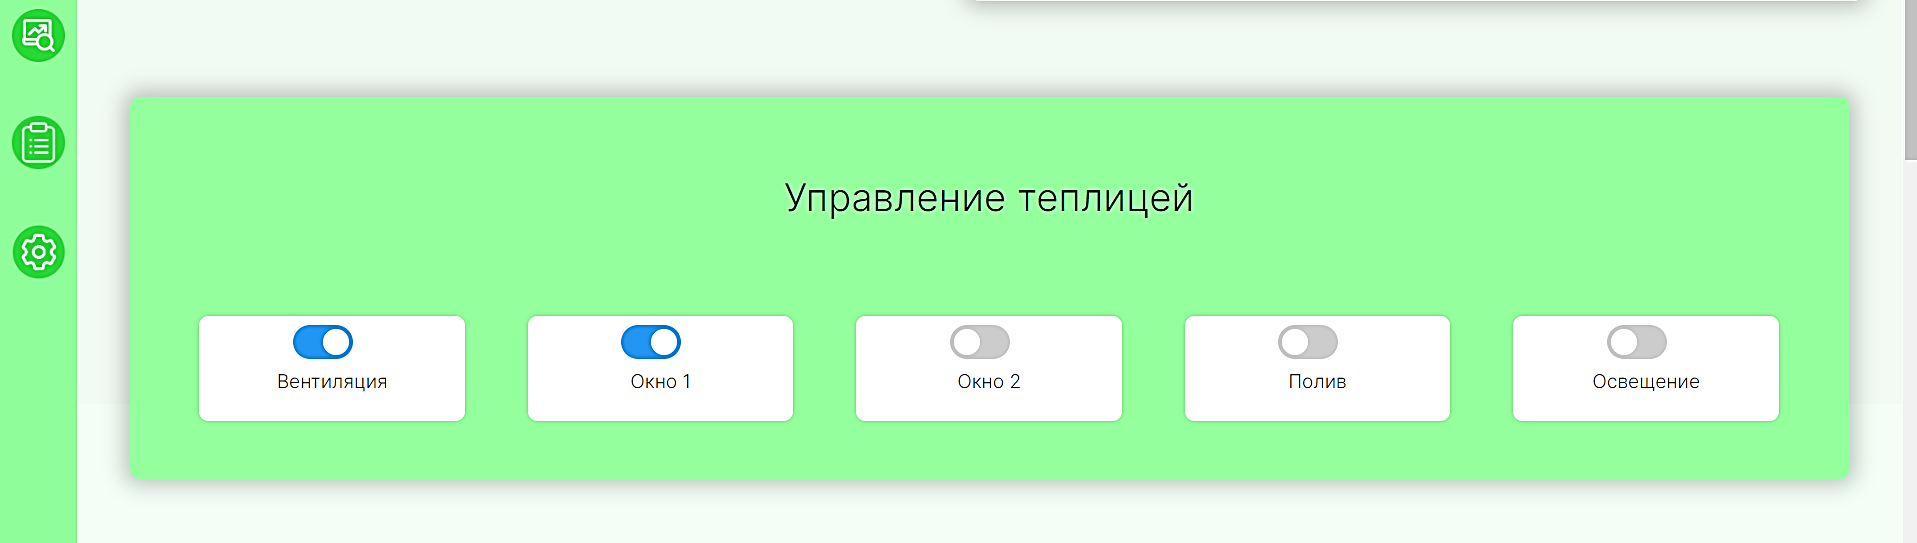 Управление теплицей
Вентиляция
Окно 1
Окно 2
Полив
Освещение